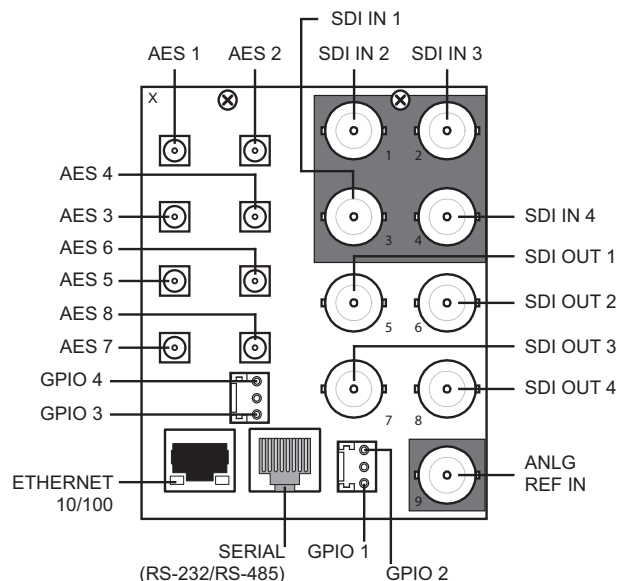 SDI IN 1
AES 1
AES 2
SDI IN 2
SDI IN 3
X
1
2
AES 4
AES 3
3
4
SDI IN 4
AES 6
SDI OUT 1
AES 5
SDI OUT 2
AES 8
5
6
AES 7
SDI OUT 3
GPIO 4
SDI OUT 4
GPIO 3
7
8
ANLG
REF IN
ETHERNET
10/100
9
SERIAL
(RS-232/RS-485)
GPIO 1
GPIO 2